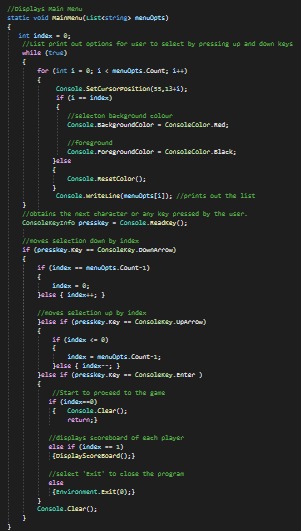 //Displays Main Menu
static void MainMenu(List<string> menuOpts)
{
int index = 0;
//List print out options for user to select by pressing up and down keys
while (true)
{
for (int i = 0; i < menuOpts.Count; i++)
{
Console.SetCursorPosition(55,13+i);
if (i == index)
{
//selecton background colour
Console.BackgroundColor = ConsoleColor.Red;
//foreground
Console.ForegroundColor = ConsoleColor.Black;
}else
{
Console.ResetColor();
}
Console.WriteLine(menuOpts[i]); //prints out the list
}
//obtains the next character or any key pressed by the user.
ConsoleKeyInfo presskey = Console.ReadKey();
//moves selection down by index
if (presskey.Key == ConsoleKey.DownArrow)
{
if (index == menuOpts.Count-1)
{
index = 0;
}else { index++; }
//moves selection up by index
}else if (presskey.Key == ConsoleKey.UpArrow)
{
if (index <= 0)
{
index = menuOpts.Count-1;
}else { index--; }
}else if (presskey.Key == ConsoleKey.Enter )
{
//Start to proceed to the game
if (index==0)
{ Console.Clear();
return;}
//displays scoreboard of each player
else if (index == 1)
{DisplayScoreBoard();}
//select 'Exit' to close the program
else
{Environment.Exit(0);}
}
Console.Clear();
}
}